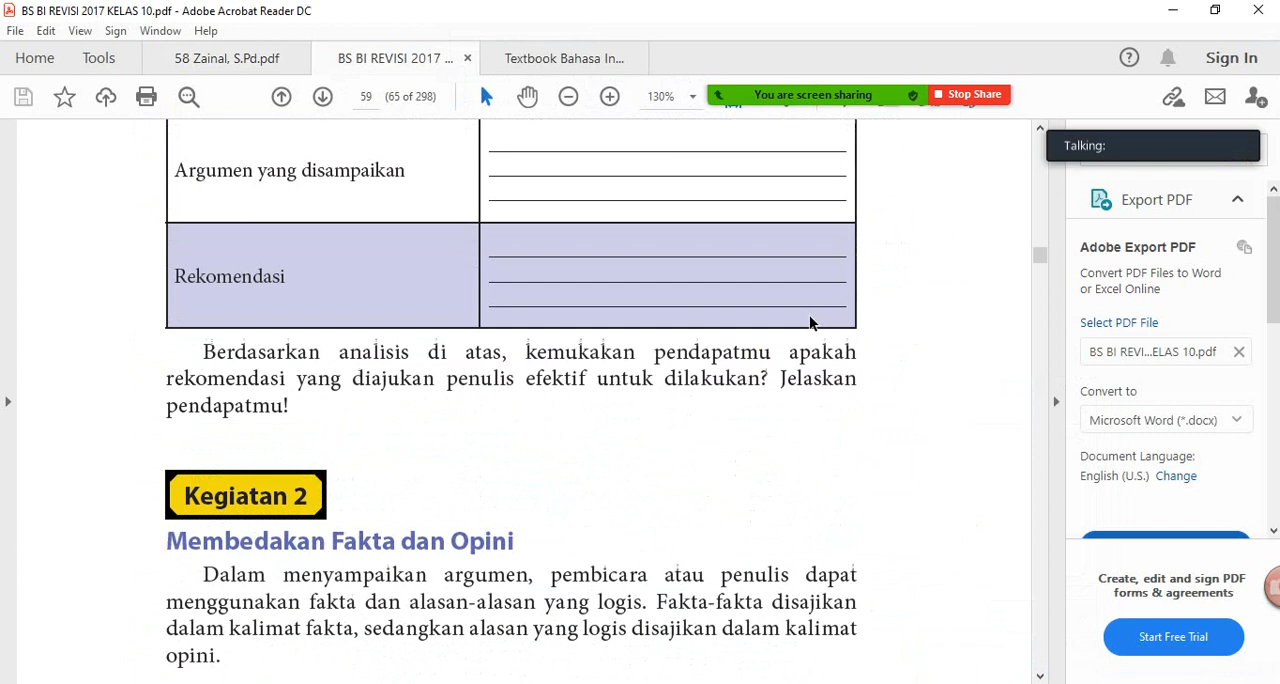 BS BI REVISI 2017 KELAS 10.pdf - Adobe Acrobat Reader DC
File Edit View Sign Window Help
Home Tools 58 Zainal, S.Pd.pdf BS BI REVISI 2017 ... × Textbook Bahasa In... Sign In
59 (65 of 298) 130% You are screen sharing Stop Share
Talking:
Argumen yang disampaikan
Rekomendasi
Berdasarkan analisis di atas, kemukakan pendapatmu apakah
rekomendasi yang diajukan penulis efektif untuk dilakukan? Jelaskan
pendapatmu!
Kegiatan 2
Membedakan Fakta dan Opini
Dalam menyampaikan argumen, pembicara atau penulis dapat
menggunakan fakta dan alasan-alasan yang logis. Fakta-fakta disajikan
dalam kalimat fakta, sedangkan alasan yang logis disajikan dalam kalimat
opini.
Export PDF
Adobe Export PDF
Convert PDF Files to Word
or Excel Online
Select PDF File
BS BI REVI...ELAS 10.pdf
Convert to
Microsoft Word (*.docx)
Document Language:
English (U.S.) Change
Create, edit and sign PDF
forms & agreements
Start Free Trial